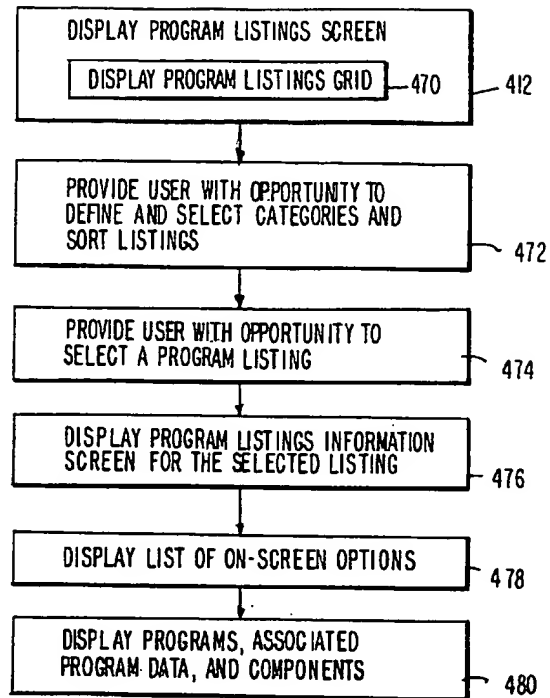 DISPLAY PROGRAM LISTINGS SCREEN
DISPLAY PROGRAM LISTINGS GRID
470
412
PROVIDE USER WITH OPPORTUNITY TO
DEFINE AND SELECT CATEGORIES AND
SORT LISTINGS
472
PROVIDE USER WITH OPPORTUNITY TO
SELECT A PROGRAM LISTING
474
DISPLAY PROGRAM LISTINGS INFORMATION
SCREEN FOR THE SELECTED LISTING
476
DISPLAY LIST OF ON-SCREEN OPTIONS
478
DISPLAY PROGRAMS, ASSOCIATED
PROGRAM DATA, AND COMPONENTS
480